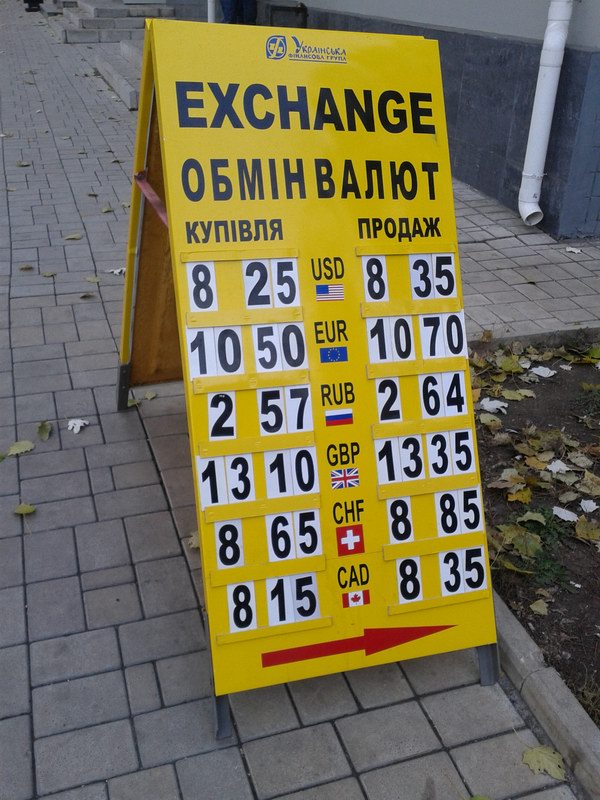 Українська
ФІНАНСОВА ГРУПА
EXCHANGE
ОБМІН ВАЛЮТ
КУПІВЛЯ ПРОДАЖ
8 25 USD 8 35
10 50 EUR 10 70
2 57 RUB 2 64
13 10 GBP 13 35
8 65 CHF 8 85
8 15 CAD 8 35